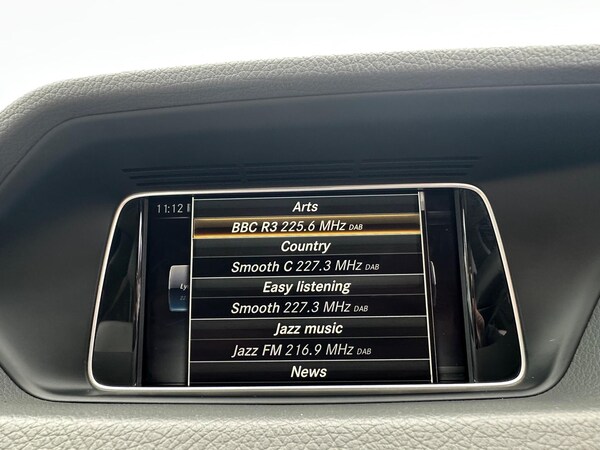 11:12
Arts
BBC R3 225.6 MHz DAB
Country
Smooth C 227.3 MHz DAB
Easy listening
Smooth 227.3 MHz DAB
Jazz music
Jazz FM 216.9 MHz DAB
News